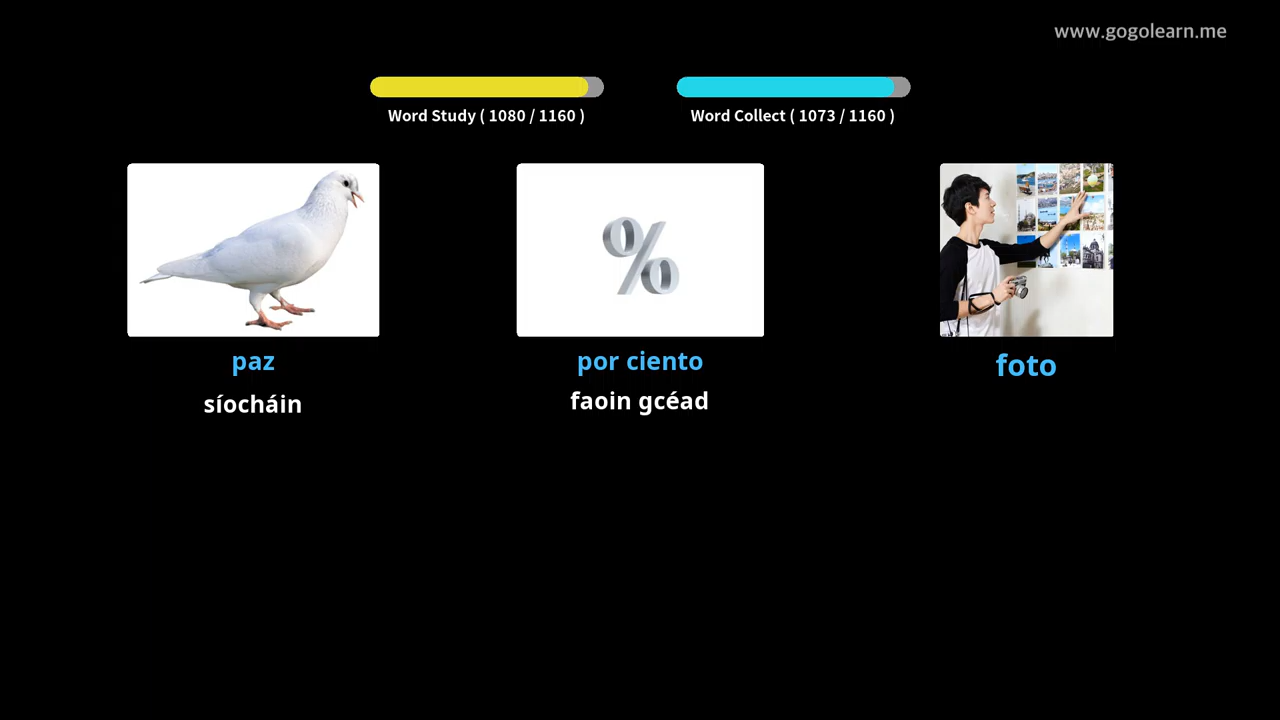 www.gogolearn.me
Word Study ( 1080 / 1160 )
Word Collect ( 1073 / 1160 )
paz
por ciento
foto
síocháin
faoin gcéad
%